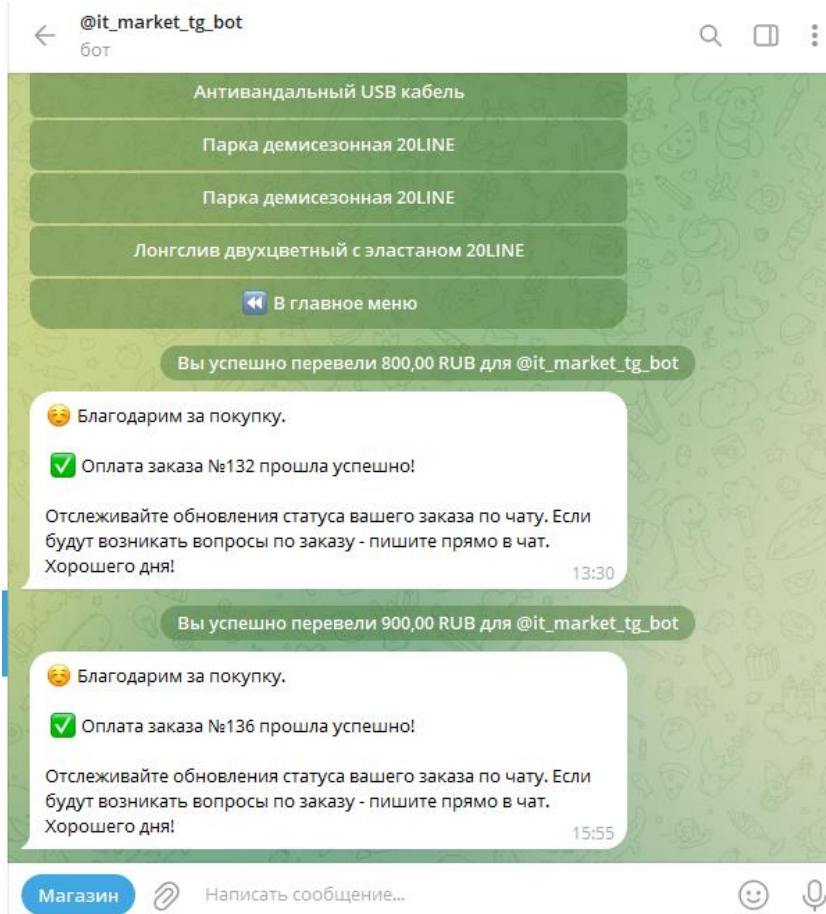 @it_market_tg_bot
бот
Антивандальный USB кабель
Парка демисезонная 20LINE
Парка демисезонная 20LINE
Лонгслив двухцветный с эластаном 20LINE
⏪ В главное меню
Вы успешно перевели 800,00 RUB для @it_market_tg_bot
☺️ Благодарим за покупку.
✅ Оплата заказа №132 прошла успешно!
Отслеживайте обновления статуса вашего заказа по чату. Если
будут возникать вопросы по заказу - пишите прямо в чат.
Хорошего дня!
13:30
Вы успешно перевели 900,00 RUB для @it_market_tg_bot
☺️ Благодарим за покупку.
✅ Оплата заказа №136 прошла успешно!
Отслеживайте обновления статуса вашего заказа по чату. Если
будут возникать вопросы по заказу - пишите прямо в чат.
Хорошего дня!
15:55
Магазин
Написать сообщение...